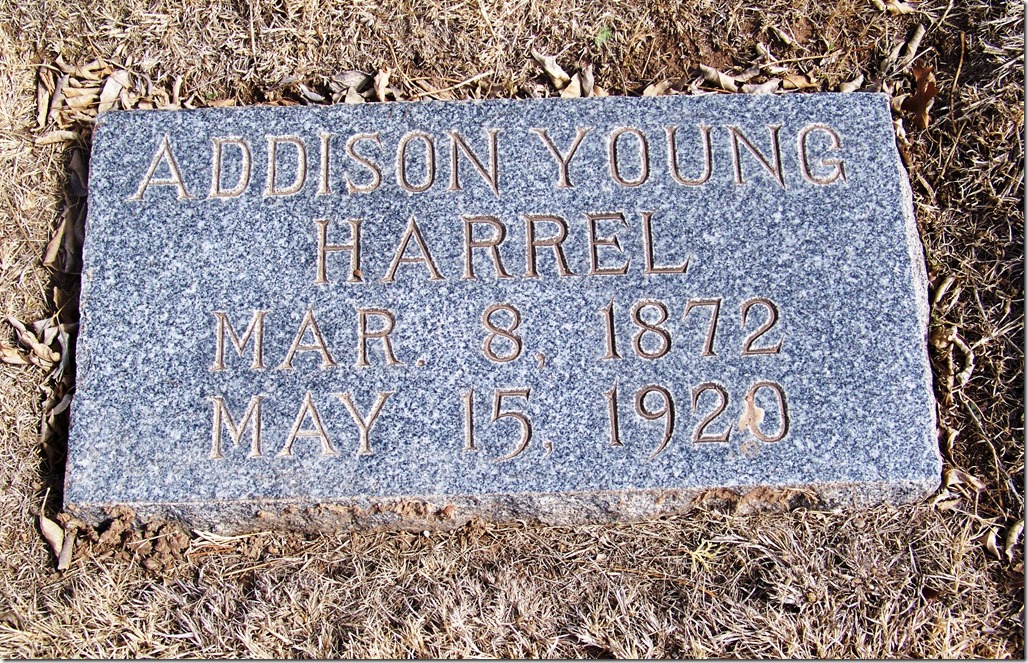 ADDISON YOUNG
HARREL
MAR. 8, 1872
MAY 15, 1920